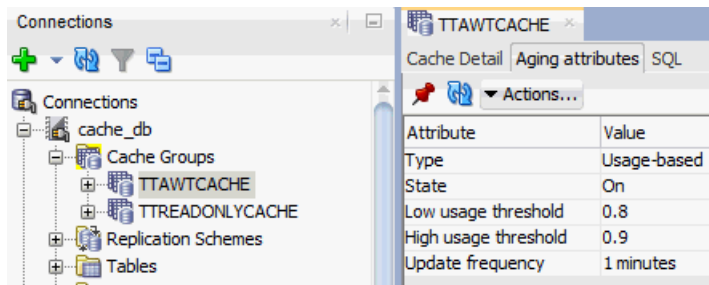 Connections
Connections
cache_db
Cache Groups
TTAWTCACHE
TTREADONLYCACHE
Replication Schemes
Tables
TTAWTCACHE
Cache Detail Aging attributes SQL
Actions...
Attribute Value
Type Usage-based
State On
Low usage threshold 0.8
High usage threshold 0.9
Update frequency 1 minutes